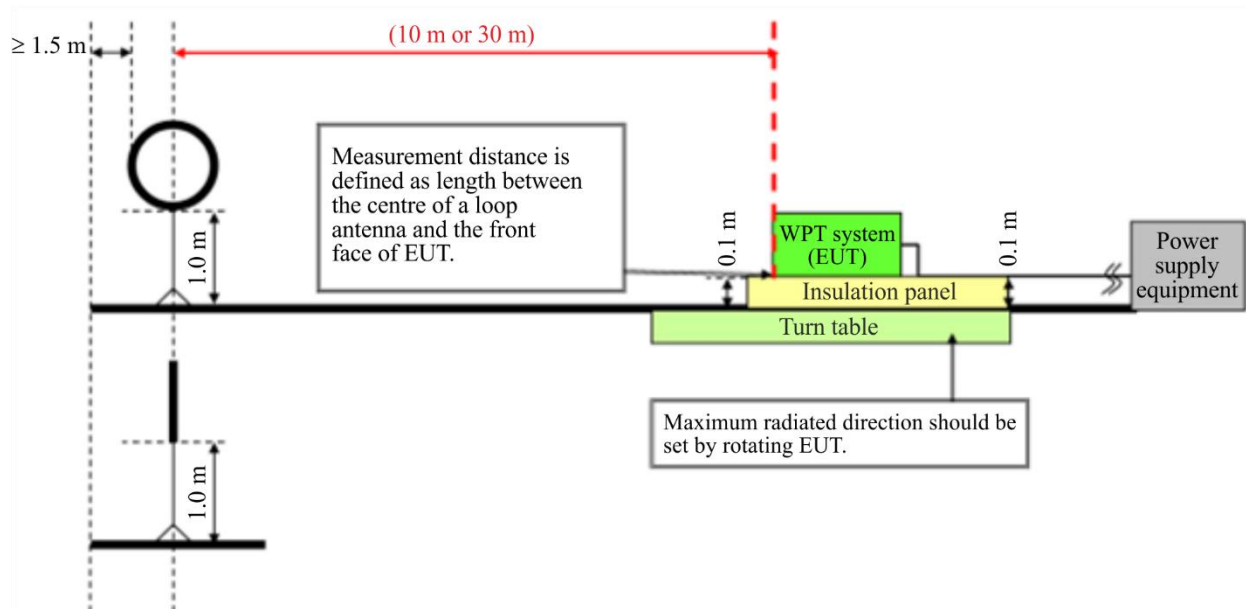 ≥ 1.5 m
(10 m or 30 m)
Measurement distance is
defined as length between
the centre of a loop
antenna and the front
face of EUT.
1.0 m
0.1 m
WPT system
(EUT)
0.1 m
Power
supply
equipment
Insulation panel
Turn table
Maximum radiated direction should be
set by rotating EUT.
1.0 m